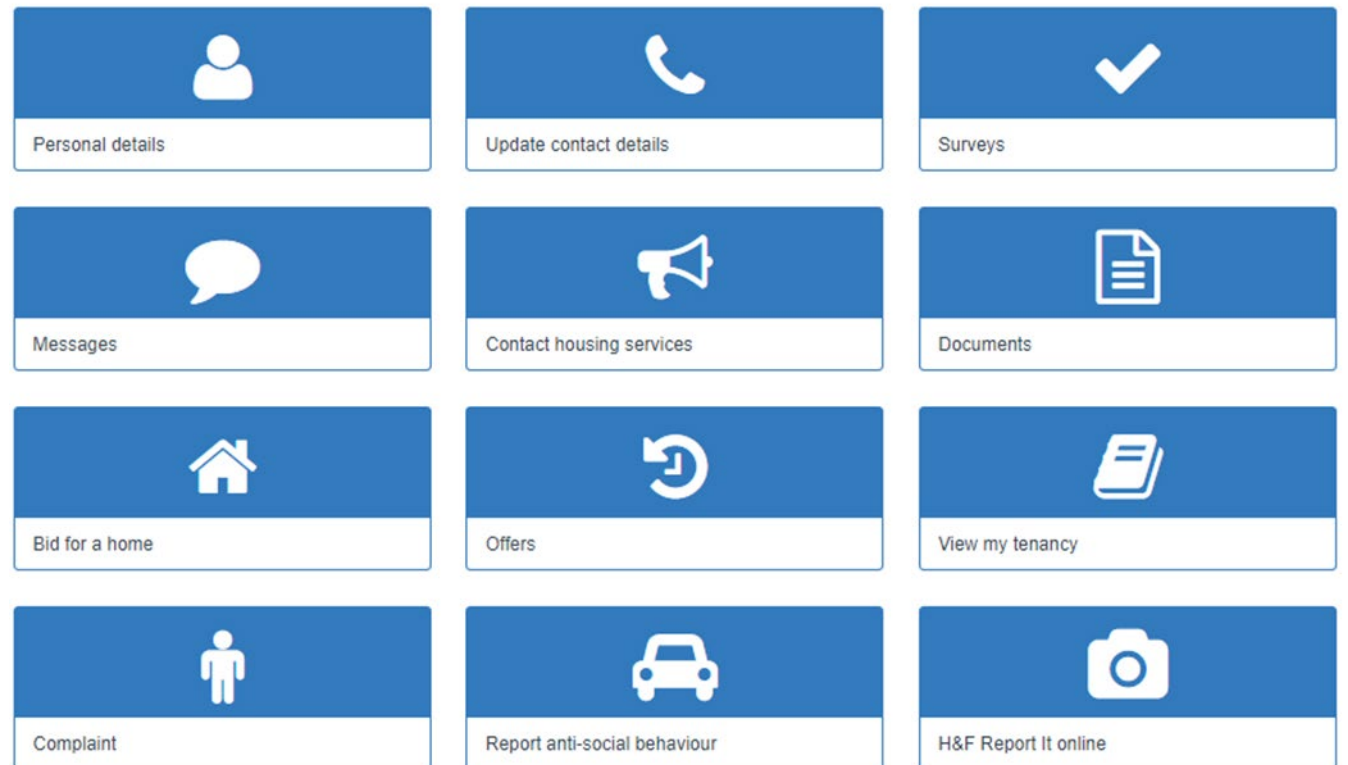 Personal details
Update contact details
Surveys
Messages
Contact housing services
Documents
Bid for a home
Offers
View my tenancy
Complaint
Report anti-social behaviour
H&F Report It online